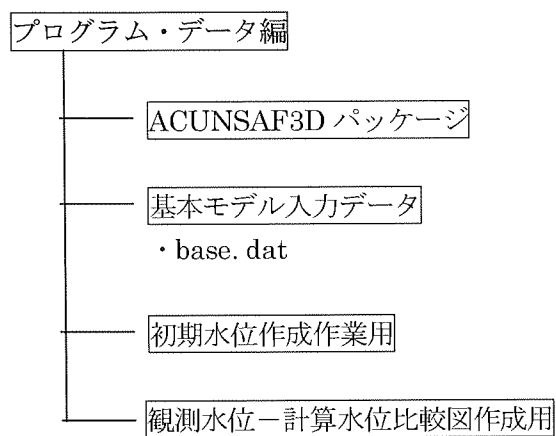 プログラム・データ編
ACUNSAF3D パッケージ
基本モデル入力データ
・base. dat
初期水位作成作業用
観測水位－計算水位比較図作成用